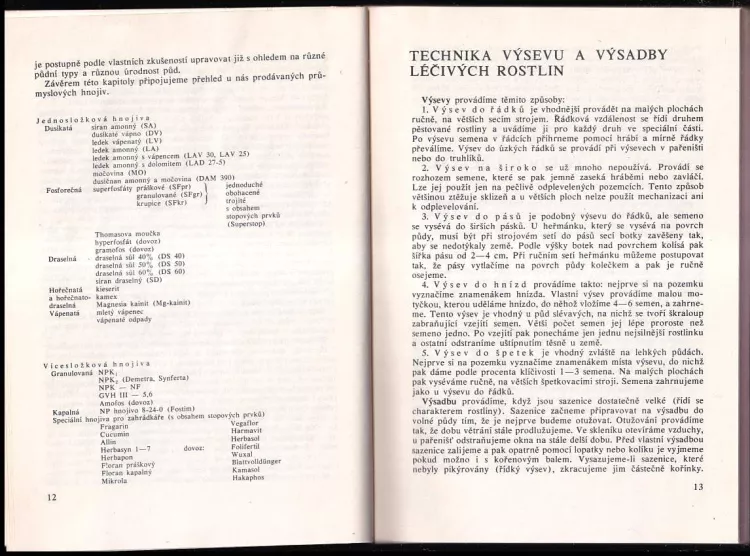 je postupně podle vlastních zkušeností upravovat již s ohledem na různé
půdní typy a různou úrodnost půd.
Závěrem této kapitoly připojujeme přehled u nás prodávaných prů-
myslových hnojiv.
Jednosložková hnojiva
Dusíkatá síran amonný (SA)
dusíkaté vápno (DV)
ledek vápenatý (LV)
ledek amonný (LA)
ledek amonný s vápencem (LAV 30, LAV 25)
ledek amonný s dolomitem (LAD 27-5)
močovina (MO)
dusičnan amonný a močovina (DAM 390)
Fosforečná superfosfáty práškové (SFpr) jednoduché
granulované (SFgr) obohacené
krupice (SFkr) trojité
s obsahem
stopových prvků
(Superstop)
Thomasova moučka
hyperfosfát (dovoz)
gramofos (dovoz)
Draselná draselná sůl 40% (DS 40)
draselná sůl 50% (DS 50)
draselná sůl 60% (DS 60)
síran draselný (SD)
Hořečnatá kieserit
a hořečnato- kamex
draselná Magnesia kainit (Mg-kainit)
Vápenatá mletý vápenec
vápenaté odpady
Vícesložková hnojiva
Granulovaná NPK1
NPK2 (Demetra, Synferta)
NPK — NF
GVH III — 5,6
Amofos (dovoz)
Kapalná NP hnojivo 8-24-0 (Fostim)
Speciální hnojiva pro zahrádkáře (s obsahem stopových prvků)
Fragarin Vegaflor
Cucumin Harmavit
Allin Herbasol
Herbasyn 1—7 dovoz: Folifertil
Herbapon Wuxal
Floran práškový Blattvolldünger
Floran kapalný Kamasol
Mikrola Hakaphos
12
TECHNIKA VÝSEVU A VÝSADBY
LÉČIVÝCH ROSTLIN
Výsevy provádíme těmito způsoby:
1. Výsev do řádků je vhodnější provádět na malých plochách
ručně, na větších secím strojem. Řádková vzdálenost se řídí druhem
pěstované rostliny a uvádíme ji pro každý druh ve speciální části.
Po výsevu semena v řádcích přihrneme pomocí hrábí a mírně řádky
převálíme. Výsev do úzkých řádků se provádí při výsevech v pařeništi
nebo do truhlíků.
2. Výsev na široko se už mnoho nepoužívá. Provádí se
rozhozem semene, které se pak jemně zaseká hráběmi nebo zavláčí.
Lze jej použít jen na pečlivě odplevelených pozemcích. Tento způsob
většinou ztěžuje sklizeň a u větších ploch nelze použít mechanizaci ani
k odplevelování.
3. Výsev do pásů je podobný výsevu do řádků, ale semeno
se vysévá do širších pásků. U heřmánku, který se vysévá na povrch
půdy, musí být při strojovém setí do pásů secí botky zavěšeny tak,
aby se nedotýkaly země. Podle výšky botek nad povrchem kolísá pak
šířka pásu od 2—4 cm. Při ručním setí heřmánku můžeme postupovat
tak, že pásy vytlačíme na povrch půdy kolečkem a pak je ručně
osejeme.
4. Výsev do hnízd provádíme takto: nejprve si na pozemku
vyznačíme znamenákem hnízda. Vlastní výsev provádíme malou mo-
tyčkou, kterou uděláme hnízdo, do něhož vložíme 4—6 semen, a zahrne-
me. Tento výsev je vhodný u půd slévavých, na nichž se tvoří škraloup
zabraňující vzejití semen. Větší počet semen jej lépe proroste než
semeno jedno. Po vzejití pak ponecháme jen jednu nejsilnější rostlinku
a ostatní odstraníme uštípnutím těsně u země.
5. Výsev do špetek je vhodný zvláště na lehkých půdách.
Nejprve si na pozemku vyznačíme znamenákem místa výsevu, do nichž
pak dáme podle procenta klíčivosti 1—3 semena. Na malých plochách
pak vyséváme ručně, na větších špetkovacími stroji. Semena zahrnujeme
jako u výsevu do řádků.
Výsadbu provádíme, když jsou sazenice dostatečně velké (řídí se
charakterem rostliny). Sazenice začneme připravovat na výsadbu do
volné půdy tím, že je nejprve budeme otužovat. Otužování provádíme
tak, že dobu větrání stále prodlužujeme. Ve skleníku otevíráme vzduchy,
u pařeniště odstraňujeme okna na stále delší dobu. Před vlastní výsadbou
sazenice zalijeme a pak opatrně pomocí lopatky nebo kolíku je vyjmeme
pokud možno i s kořenovým balem. Vysazujeme-li sazenice, které
nebyly pikýrovány (řídký výsev), zkracujeme jim částečně kořínky.
13